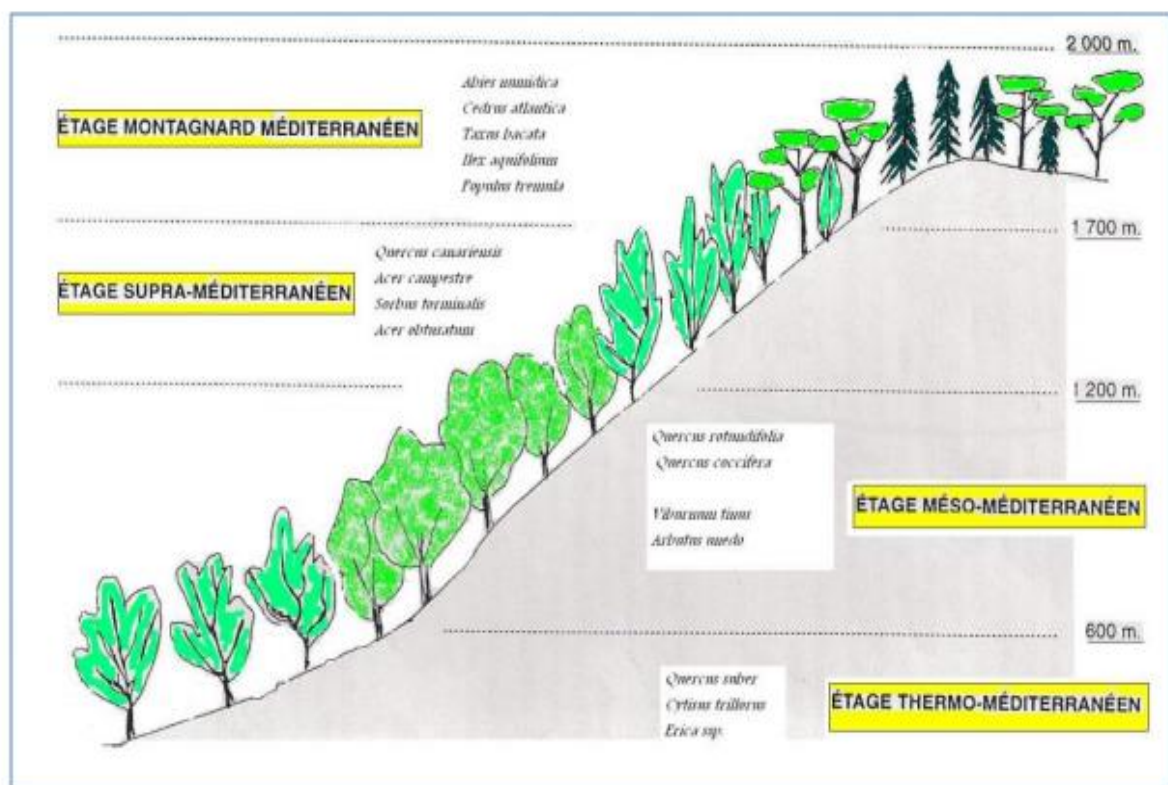 2 000 m.
Abies numidica
Cedrus atlantica
ÉTAGE MONTAGNARD MÉDITERRANÉEN
Taxus bacata
Ilex aquifolium
Populus tremula
1 700 m.
Quercus canariensis
Acer campestre
ÉTAGE SUPRA-MÉDITERRANÉEN
Sorbus torminalis
Acer obtusatum
1 200 m.
Quercus rotundifolia
Quercus coccifera
ÉTAGE MÉSO-MÉDITERRANÉEN
Viburnum tinus
Arbutus unedo
600 m.
Quercus suber
Cytisus triflorus
ÉTAGE THERMO-MÉDITERRANÉEN
Erica